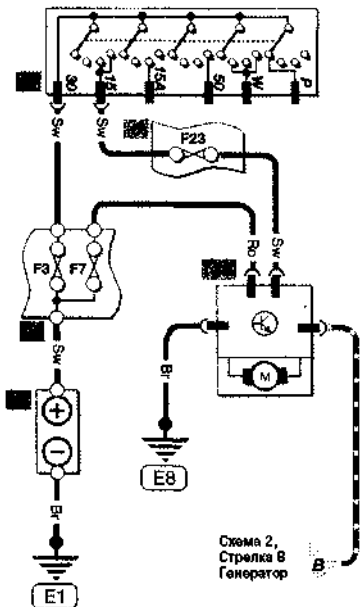 30
15
15A
50
W
P
Sw
Sw
F23
F3
F7
Ro
Sw
Sw
Br
M
+
−
E8
Br
E1
Схема 2,
Стрелка В
Генератор
B